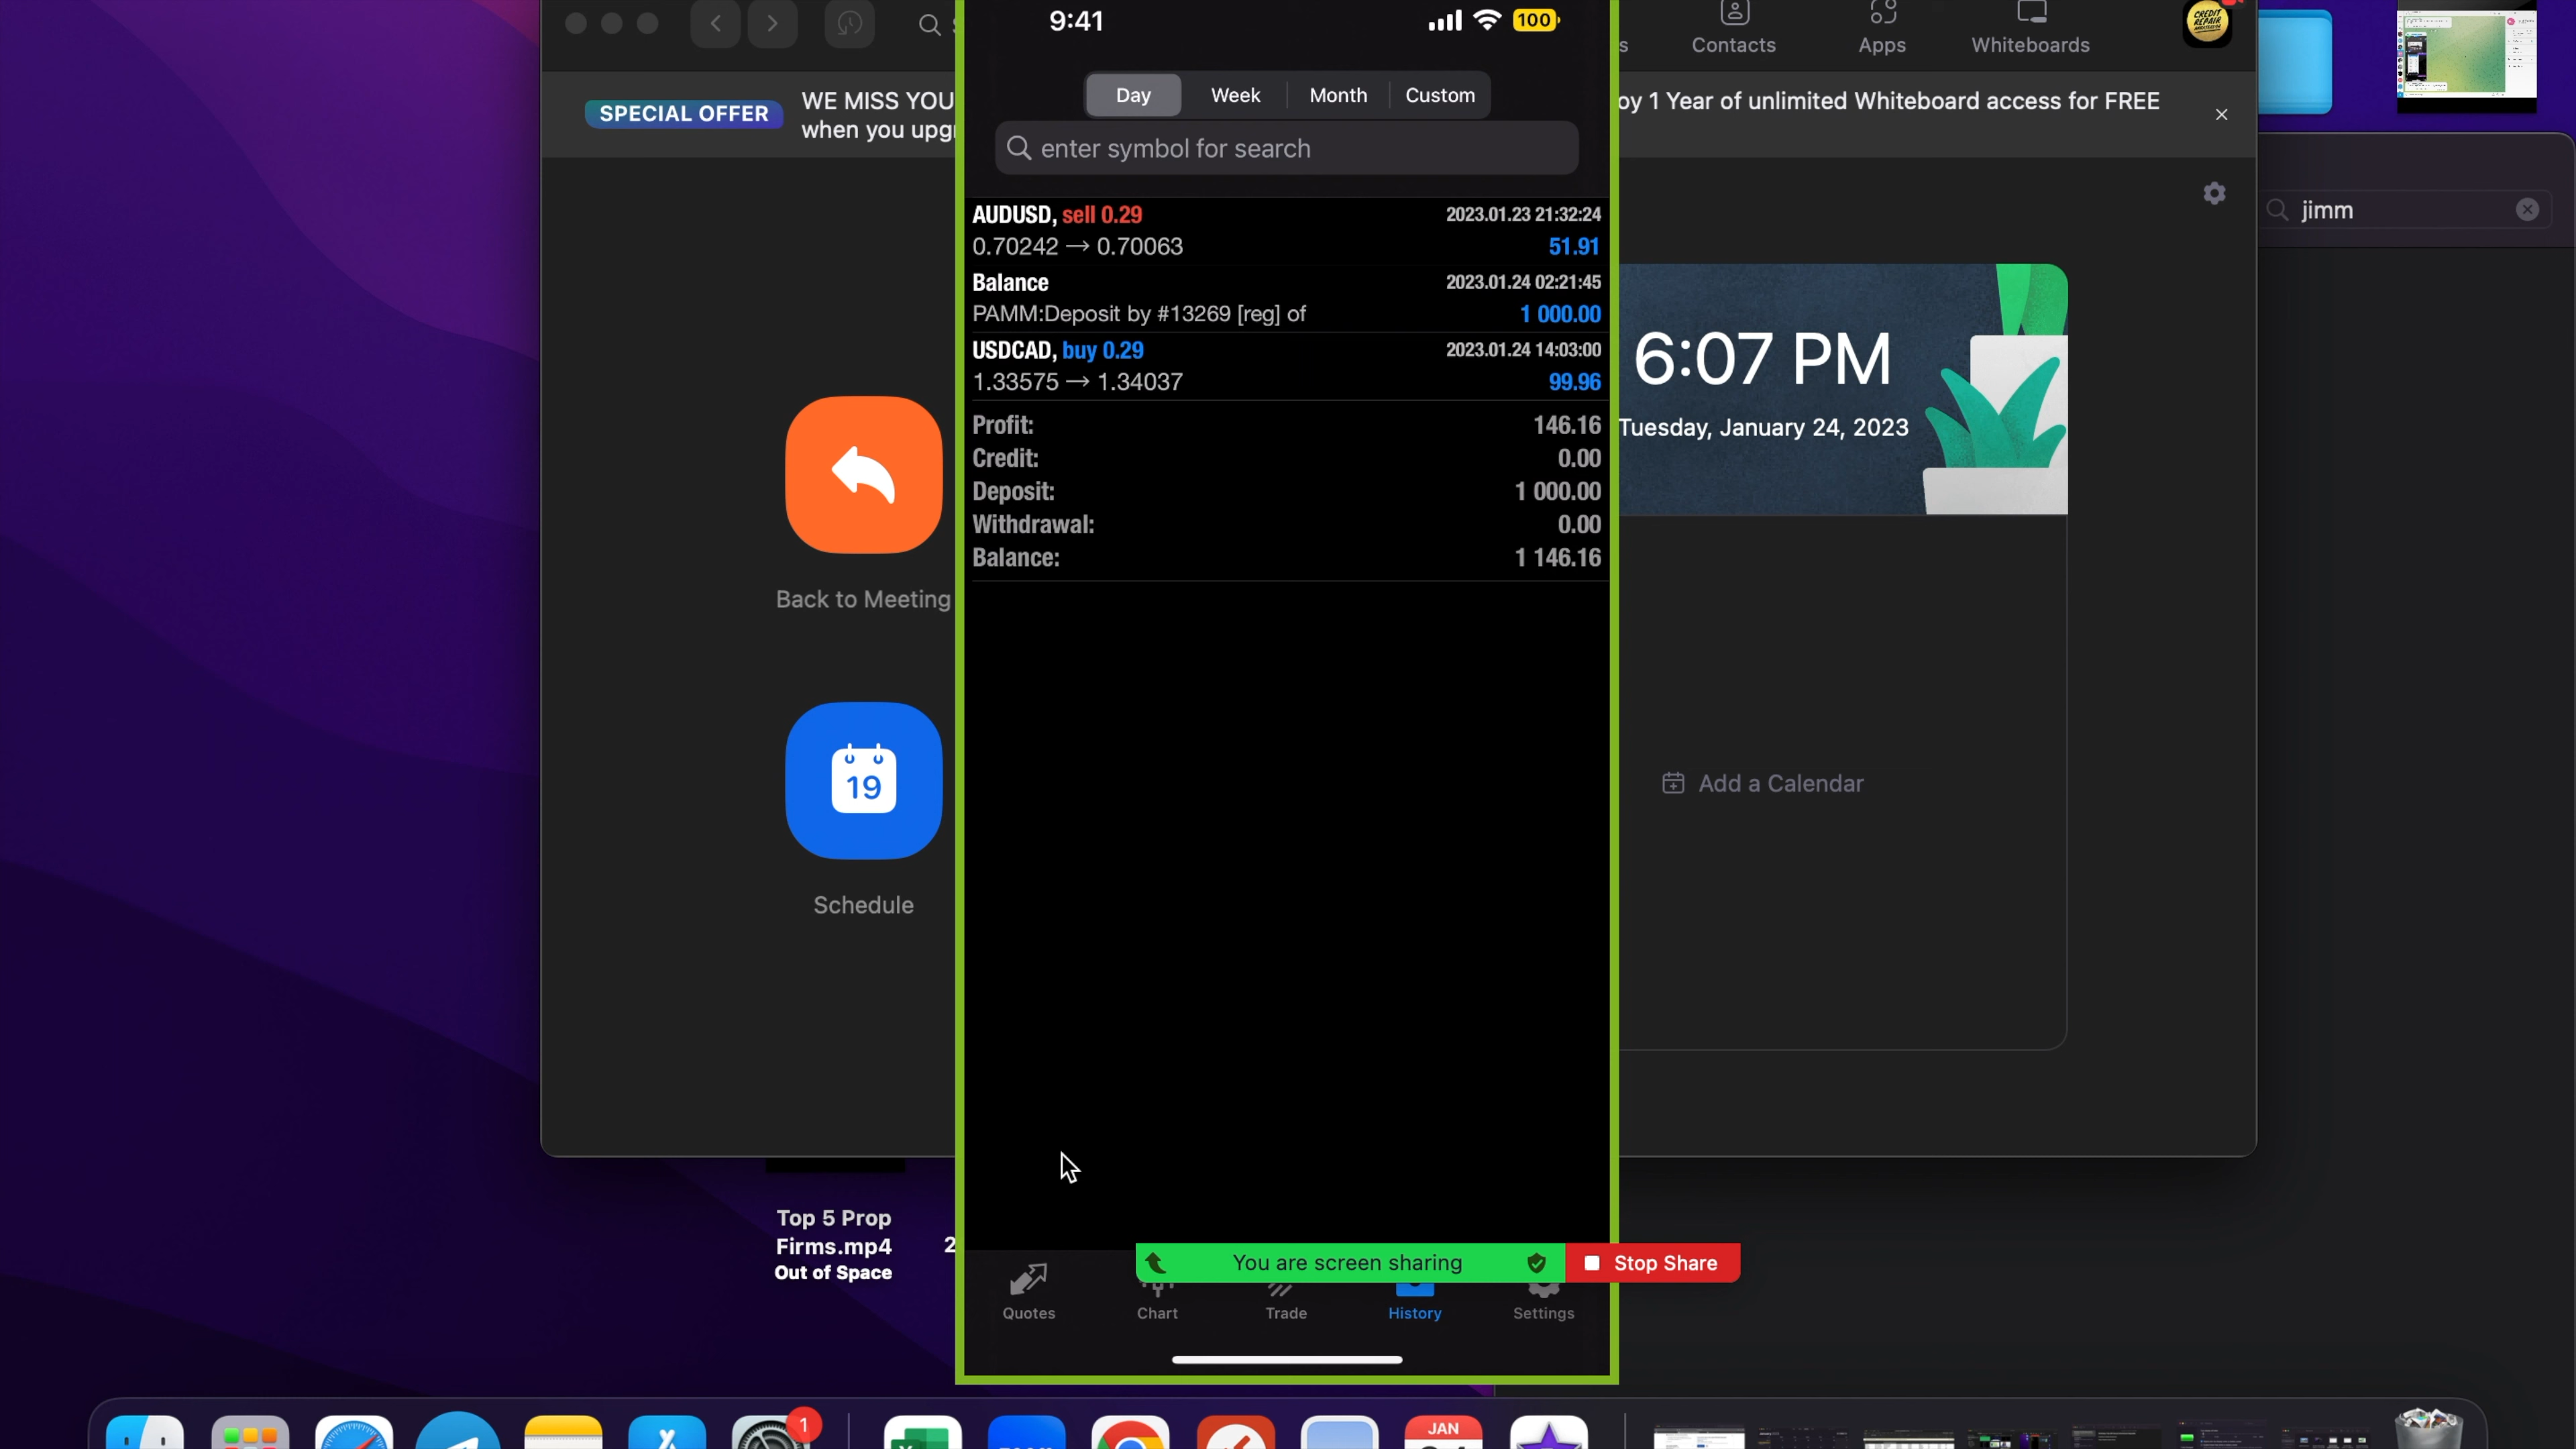 9:41
100
Contacts
Apps
Whiteboards
CREDIT
REPAIR
SPECIAL OFFER
WE MISS YOU
oy 1 Year of unlimited Whiteboard access for FREE
when you upg
Day
Week
Month
Custom
enter symbol for search
jimm
AUDUSD, sell 0.29
2023.01.23 21:32:24
0.70242 → 0.70063
51.91
Balance
2023.01.24 02:21:45
PAMM:Deposit by #13269 [reg] of
1 000.00
USDCAD, buy 0.29
2023.01.24 14:03:00
1.33575 → 1.34037
99.96
Profit:
146.16
Credit:
0.00
Deposit:
1 000.00
Withdrawal:
0.00
Balance:
1 146.16
6:07 PM
Tuesday, January 24, 2023
Back to Meeting
19
Schedule
Add a Calendar
Top 5 Prop
Firms.mp4
Out of Space
2
You are screen sharing
Stop Share
Quotes
Chart
Trade
History
Settings
1
JAN